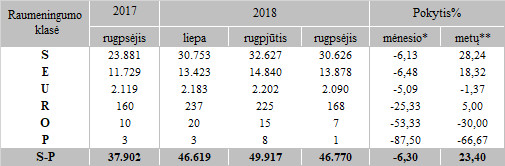 Raumeningumo klasė 2017 2018 Pokytis%
rugpsėjis liepa rugpjūtis rugpsėjis mėnesio* metų**
S 23.881 30.753 32.627 30.626 -6,13 28,24
E 11.729 13.423 14.840 13.878 -6,48 18,32
U 2.119 2.183 2.202 2.090 -5,09 -1,37
R 160 237 225 168 -25,33 5,00
O 10 20 15 7 -53,33 -30,00
P 3 3 8 1 -87,50 -66,67
S-P 37.902 46.619 49.917 46.770 -6,30 23,40